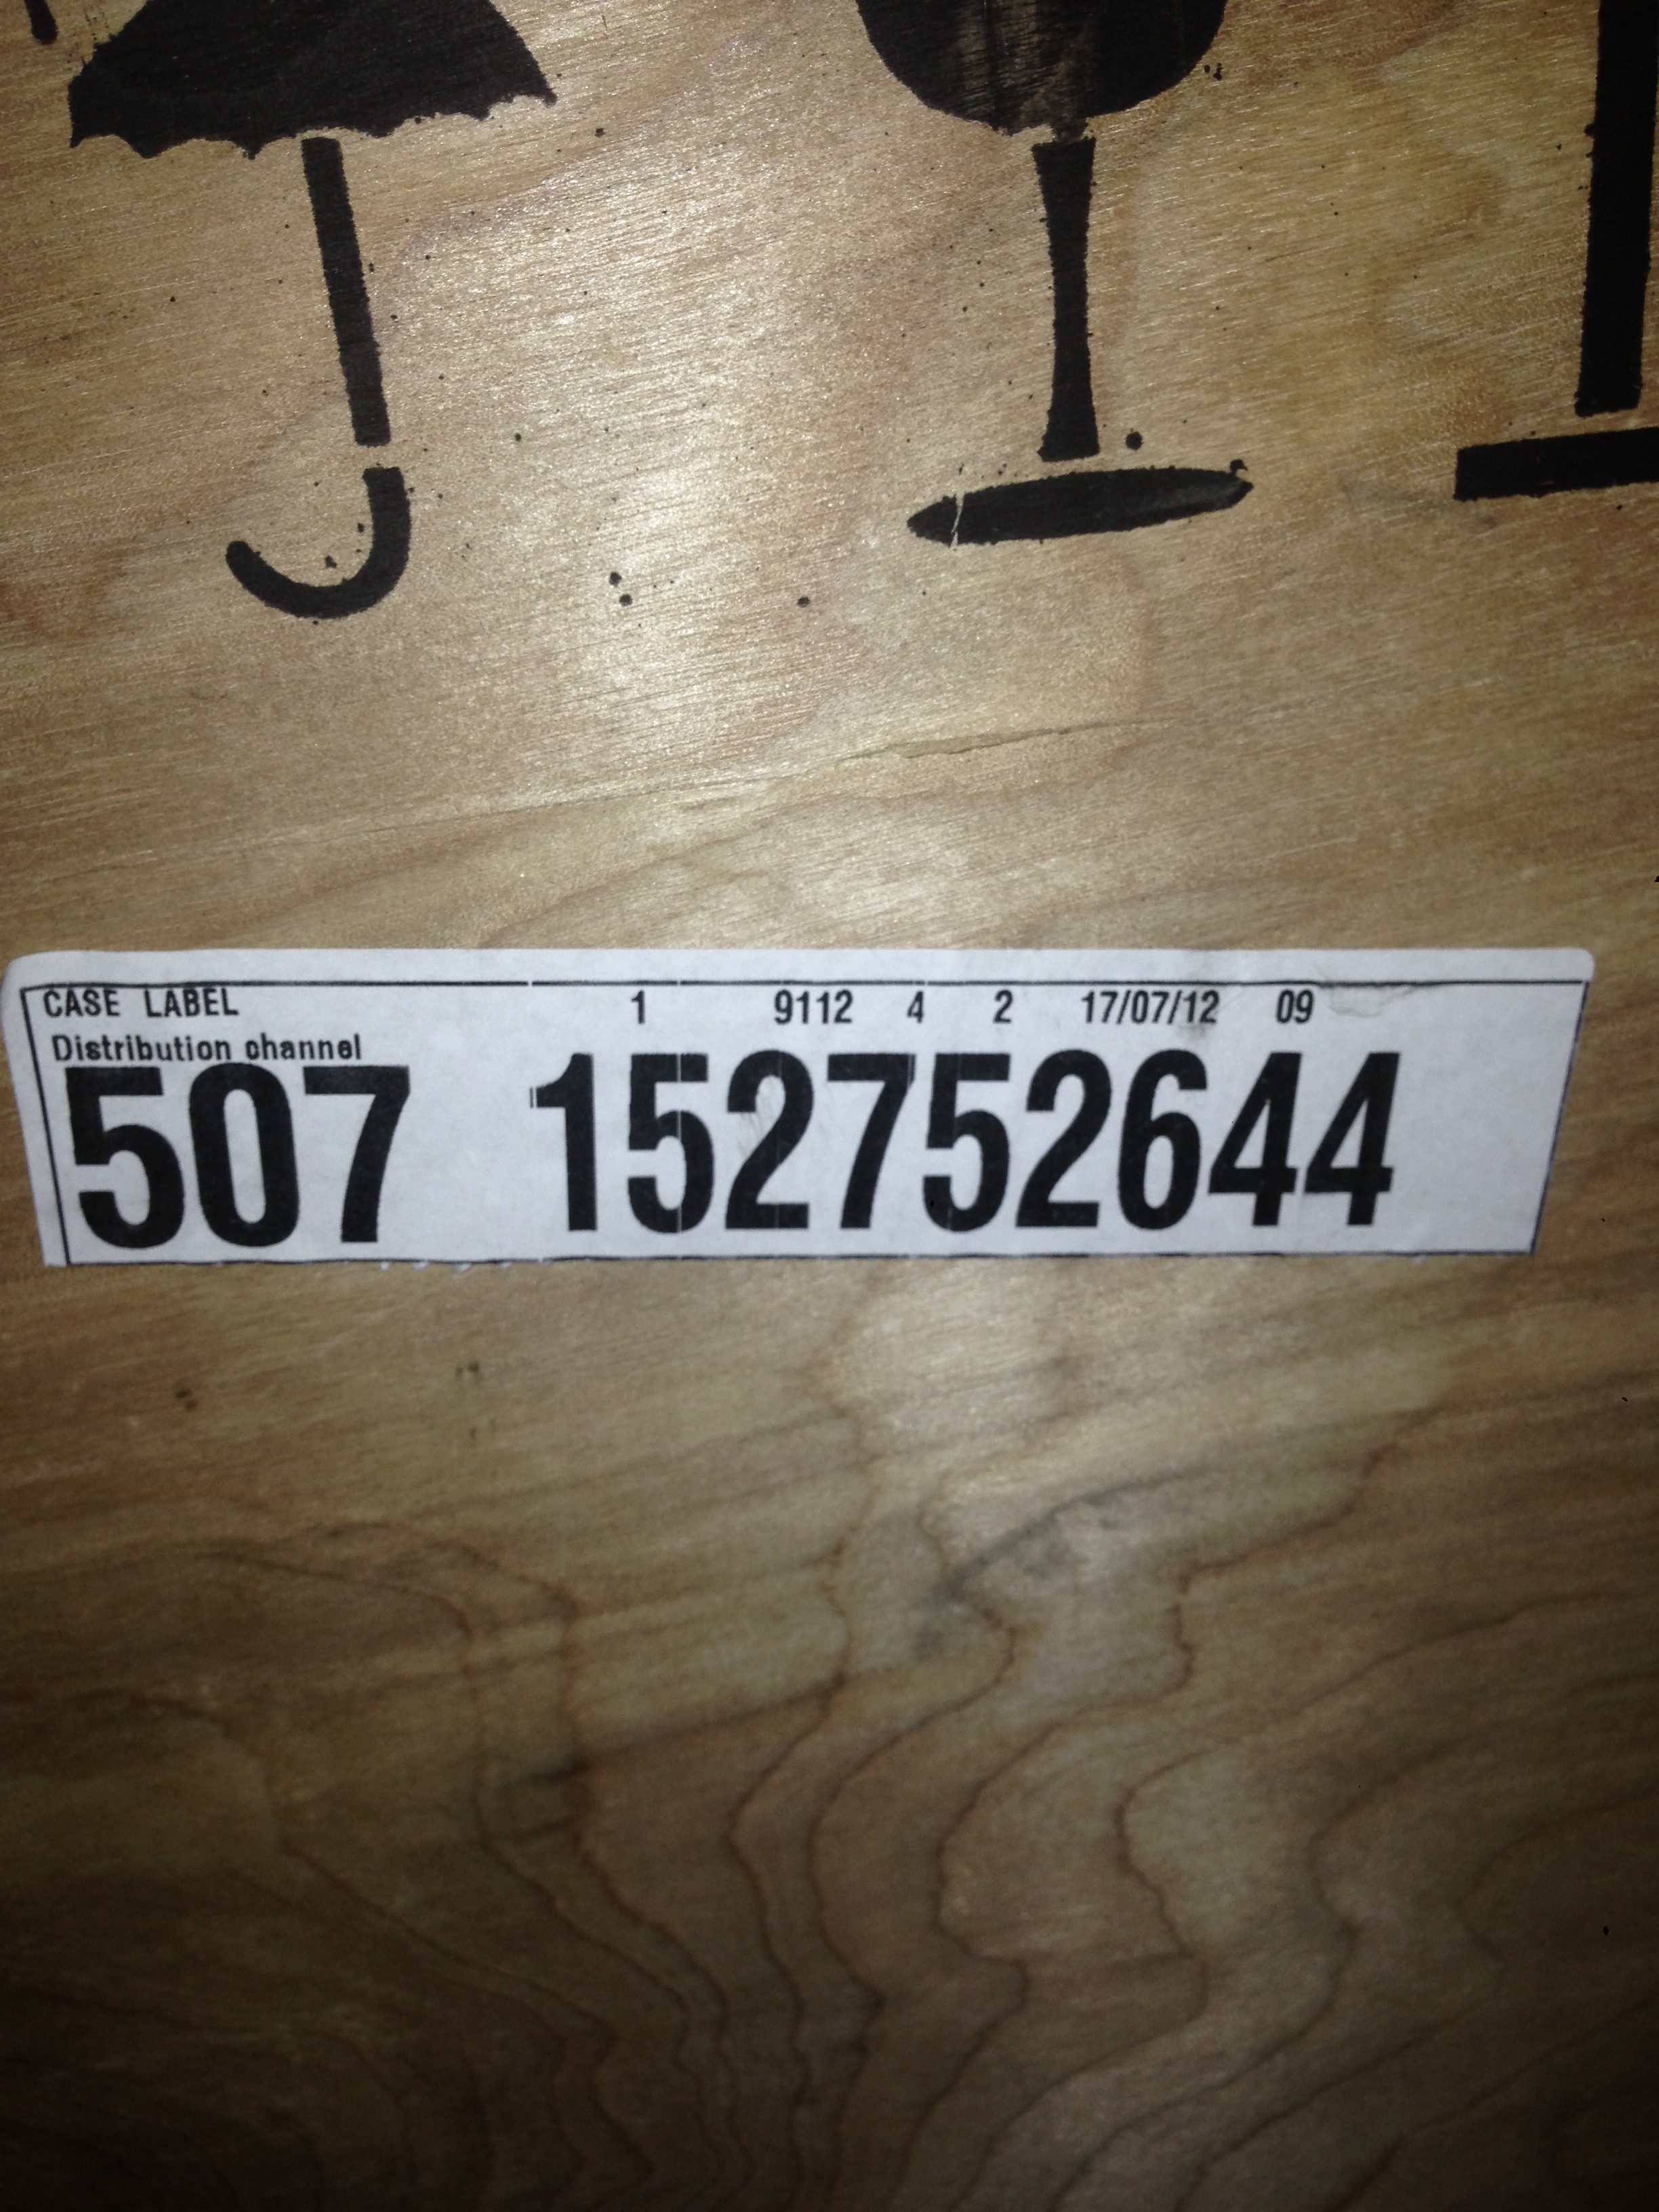 CASE LABEL 1 9112 4 2 17/07/12 09
Distribution channel
507 152752644